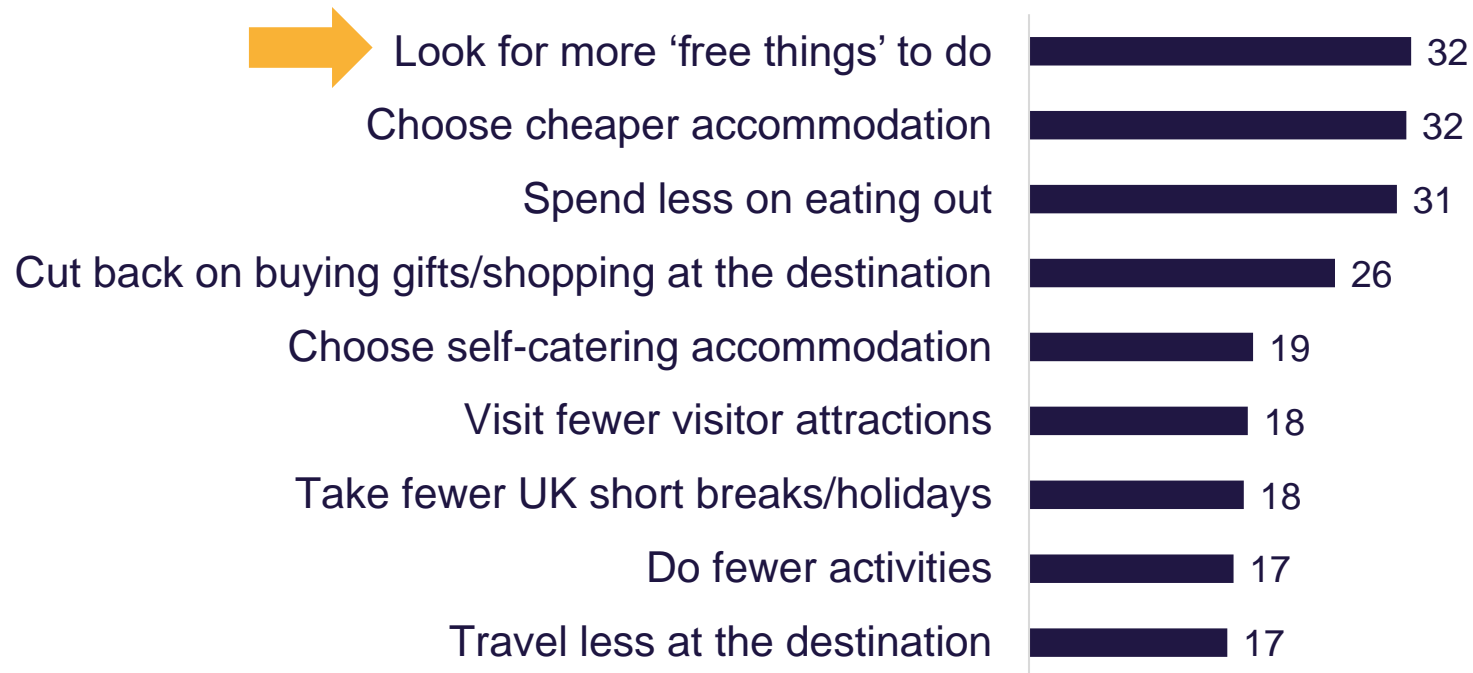 Look for more ‘free things’ to do 32
Choose cheaper accommodation 32
Spend less on eating out 31
Cut back on buying gifts/shopping at the destination 26
Choose self-catering accommodation 19
Visit fewer visitor attractions 18
Take fewer UK short breaks/holidays 18
Do fewer activities 17
Travel less at the destination 17